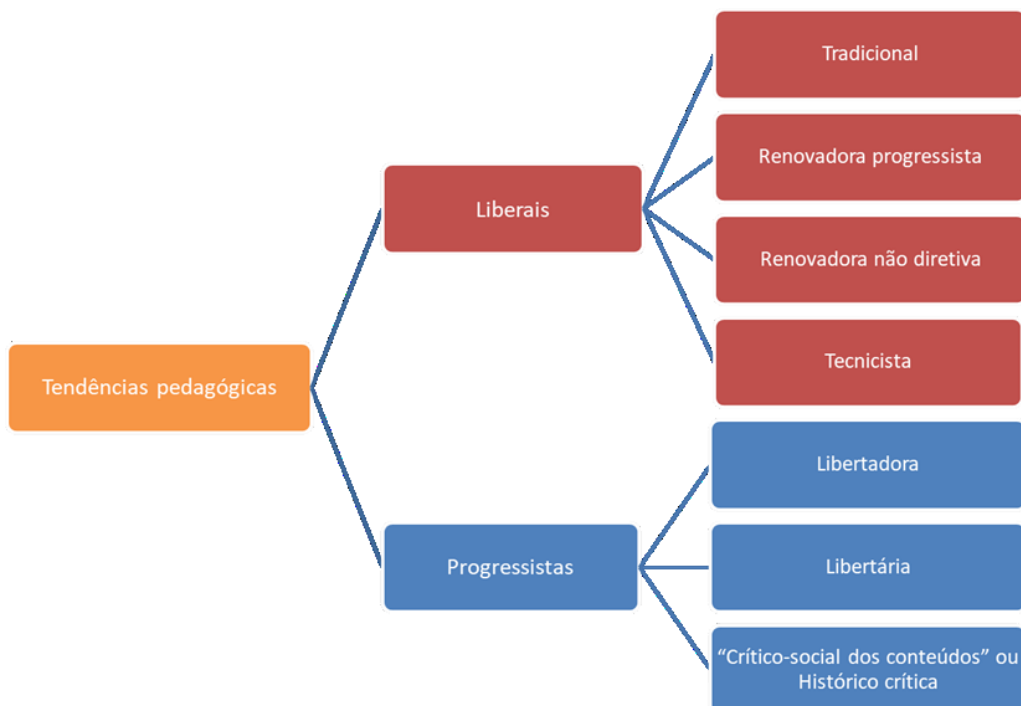 Tendências pedagógicas
Liberais
Tradicional
Renovadora progressista
Renovadora não diretiva
Tecnicista
Progressistas
Libertadora
Libertária
“Crítico-social dos conteúdos” ou
Histórico crítica